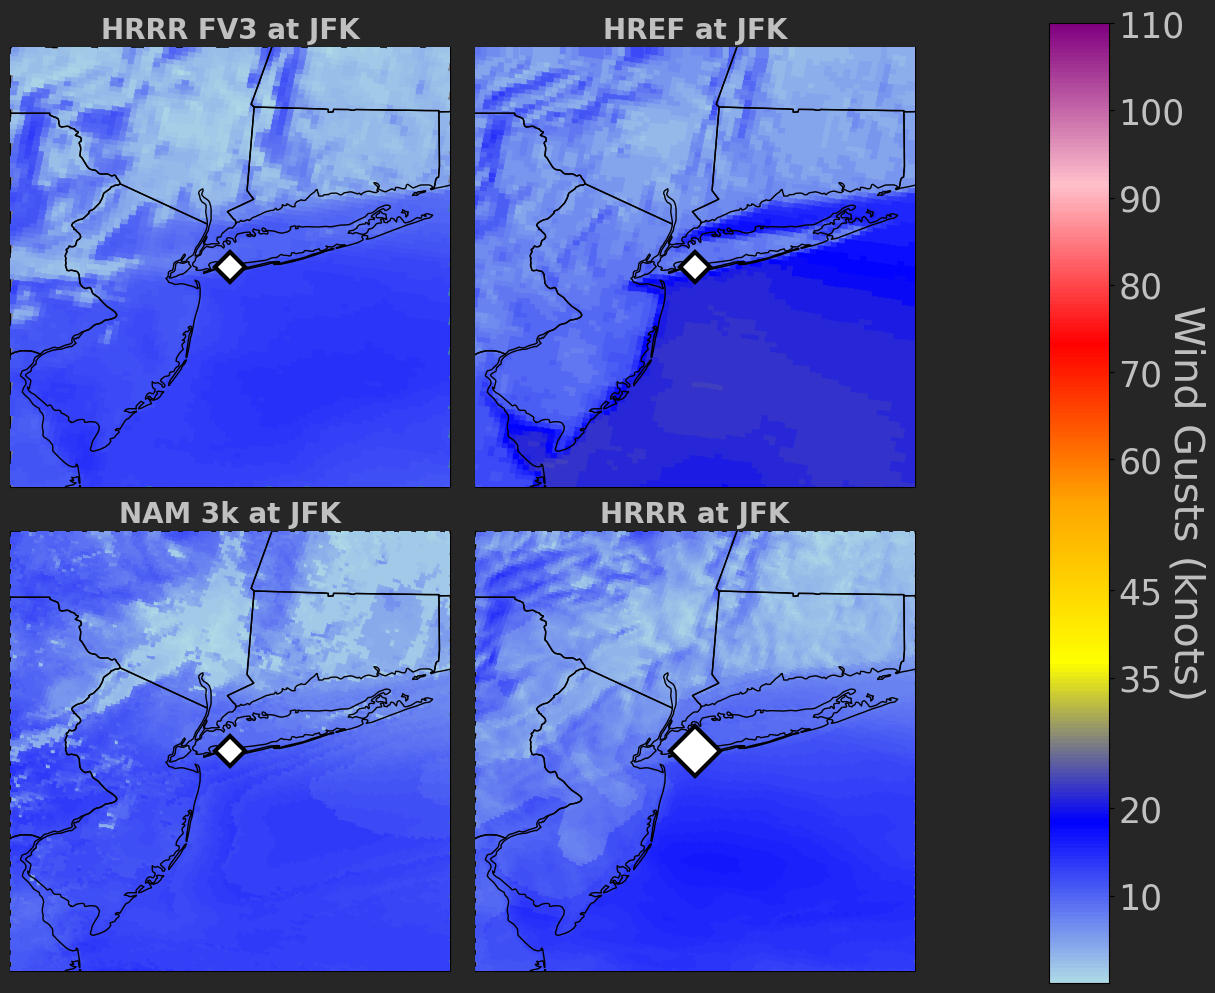 HRRR FV3 at JFK
HREF at JFK
NAM 3k at JFK
HRRR at JFK
110
100
90
80
70
60
45
35
20
10
Wind Gusts (knots)